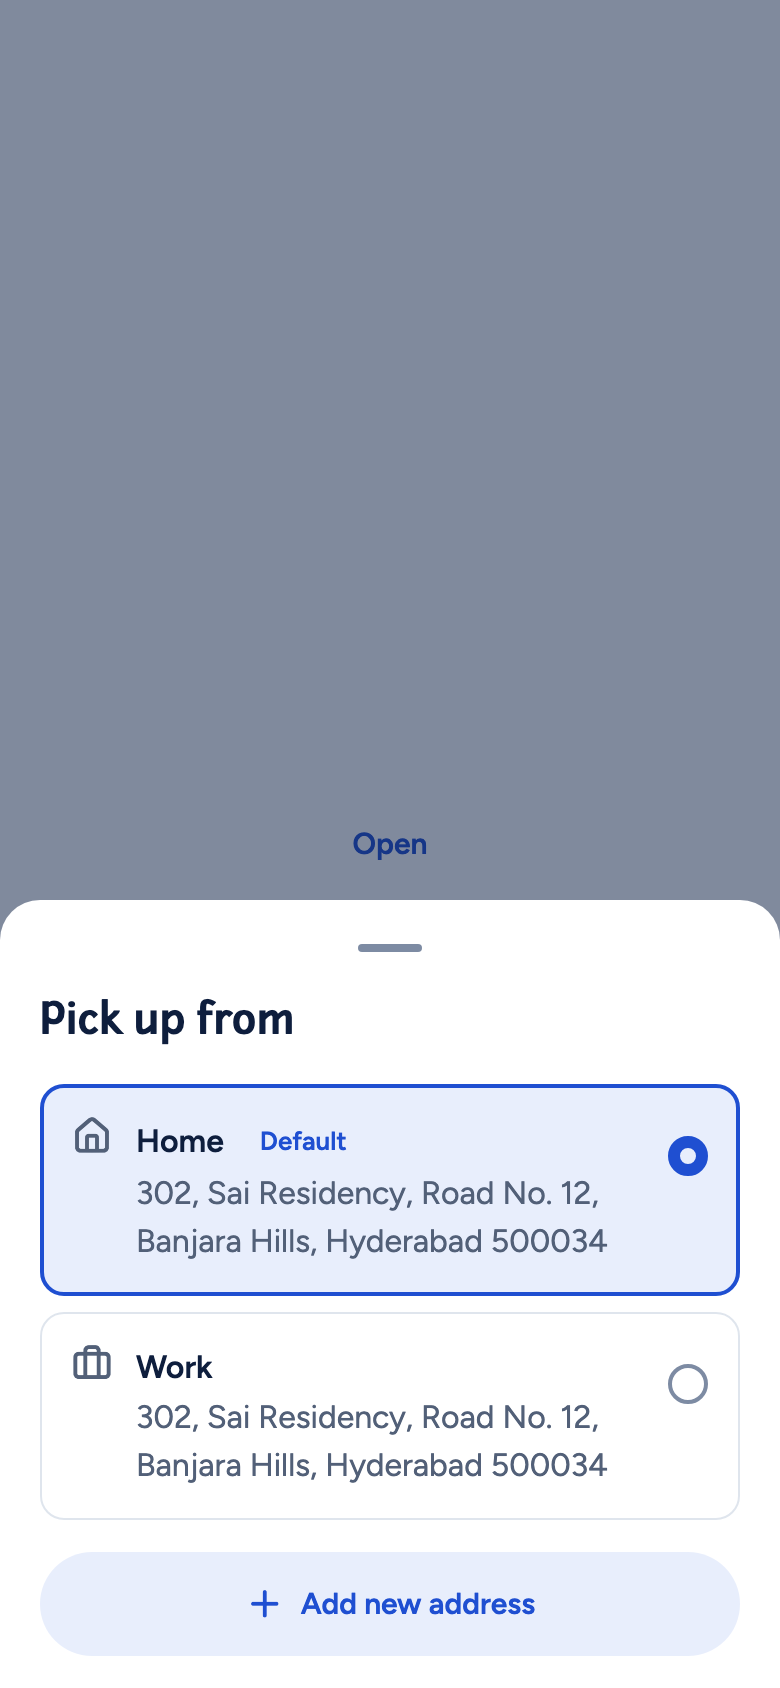 Open
Pick up from
Home Default
302, Sai Residency, Road No. 12,
Banjara Hills, Hyderabad 500034
Work
302, Sai Residency, Road No. 12,
Banjara Hills, Hyderabad 500034
Add new address